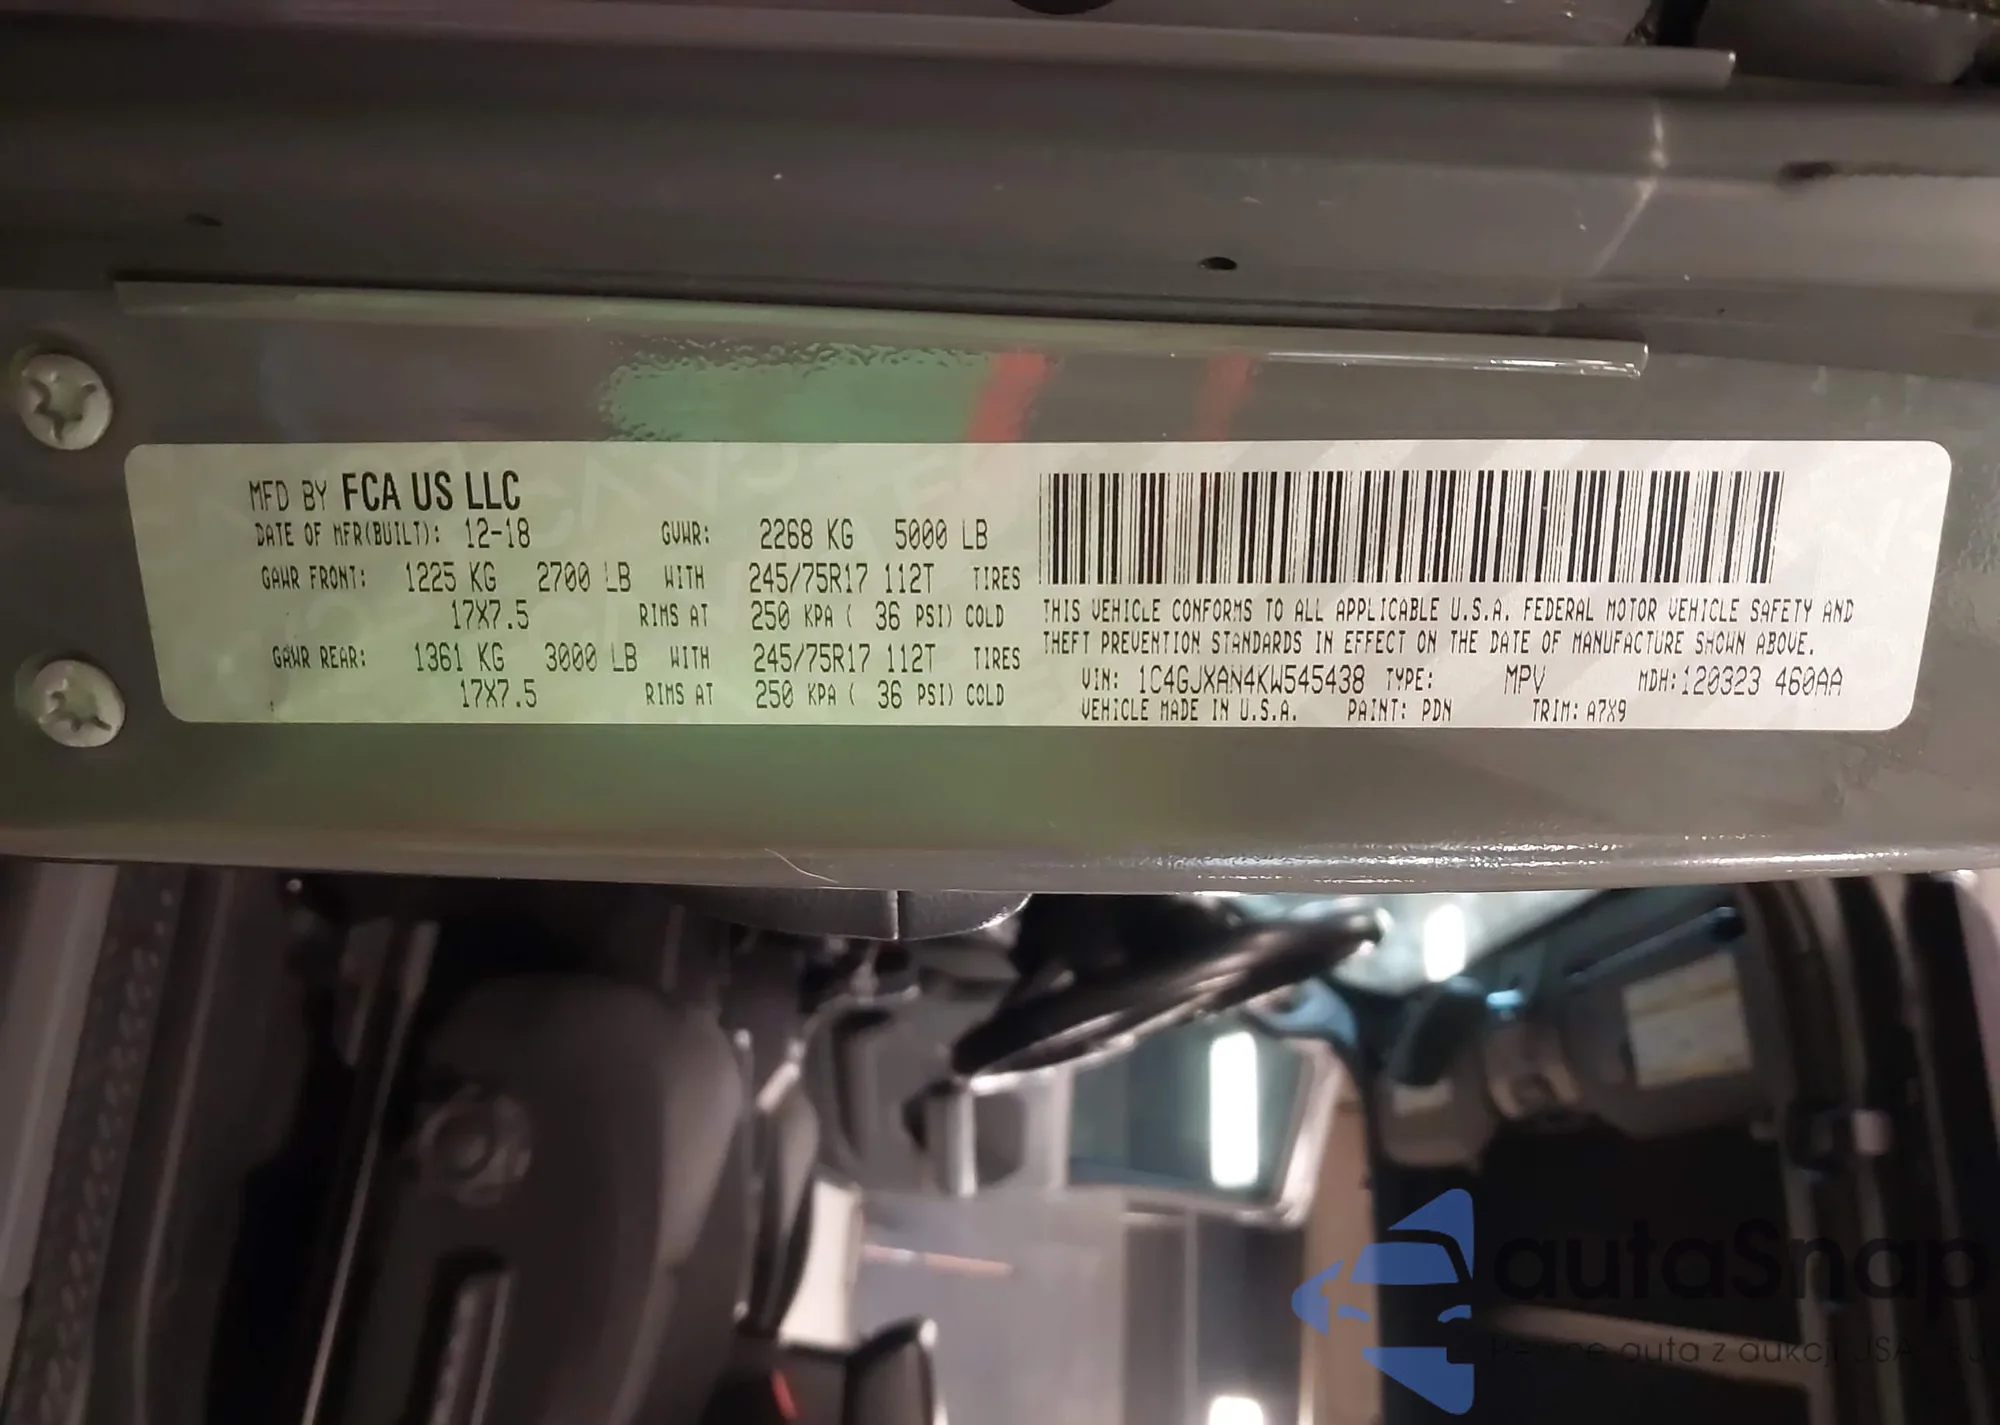 MFD BY FCA US LLC
DATE OF MFR(BUILT): 12-18 GVWR: 2268 KG 5000 LB
GAWR FRONT: 1225 KG 2700 LB WITH 245/75R17 112T TIRES
17X7.5 RIMS AT 250 KPA ( 36 PSI) COLD
GAWR REAR: 1361 KG 3000 LB WITH 245/75R17 112T TIRES
17X7.5 RIMS AT 250 KPA ( 36 PSI) COLD
THIS VEHICLE CONFORMS TO ALL APPLICABLE U.S.A. FEDERAL MOTOR VEHICLE SAFETY AND
THEFT PREVENTION STANDARDS IN EFFECT ON THE DATE OF MANUFACTURE SHOWN ABOVE.
VIN: 1C4GJXAN4KW545438 TYPE: MPV MDH:120323 460AA
VEHICLE MADE IN U.S.A. PAINT: PDN TRIM: A7X9
autaSnap
auta z aukcji